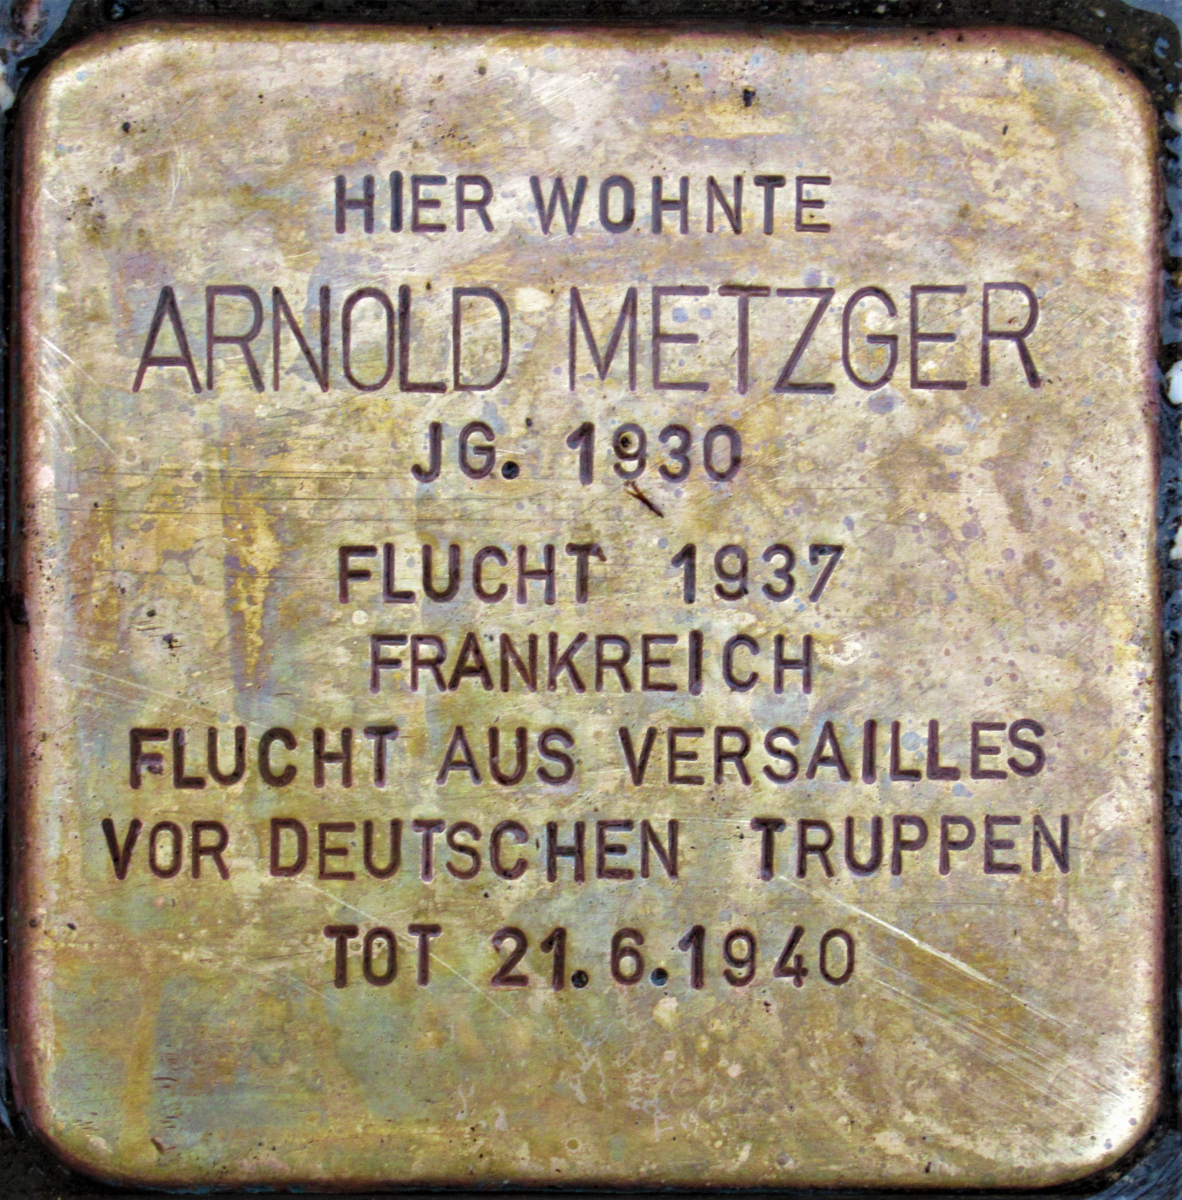 HIER WOHNTE
ARNOLD METZGER
JG. 1930
FLUCHT 1937
FRANKREICH
FLUCHT AUS VERSAILLES
VOR DEUTSCHEN TRUPPEN
TOT 21.6.1940